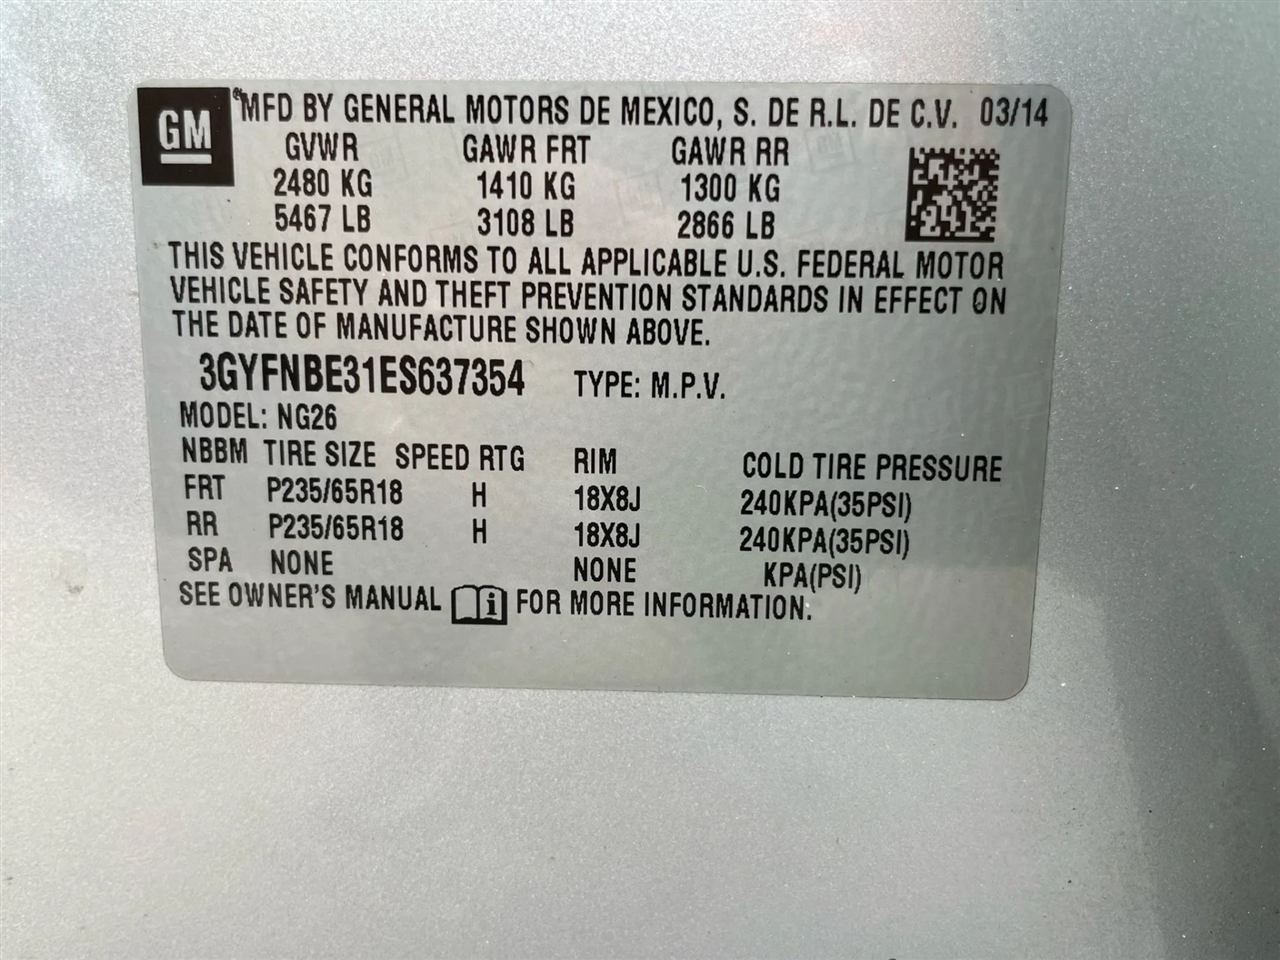 GM
MFD BY GENERAL MOTORS DE MEXICO, S. DE R.L. DE C.V. 03/14
GVWR GAWR FRT GAWR RR
2480 KG 1410 KG 1300 KG
5467 LB 3108 LB 2866 LB
THIS VEHICLE CONFORMS TO ALL APPLICABLE U.S. FEDERAL MOTOR
VEHICLE SAFETY AND THEFT PREVENTION STANDARDS IN EFFECT ON
THE DATE OF MANUFACTURE SHOWN ABOVE.
3GYFNBE31ES637354 TYPE: M.P.V.
MODEL: NG26
NBBM TIRE SIZE SPEED RTG RIM COLD TIRE PRESSURE
FRT P235/65R18 H 18X8J 240KPA(35PSI)
RR P235/65R18 H 18X8J 240KPA(35PSI)
SPA NONE NONE KPA(PSI)
SEE OWNER'S MANUAL i FOR MORE INFORMATION.